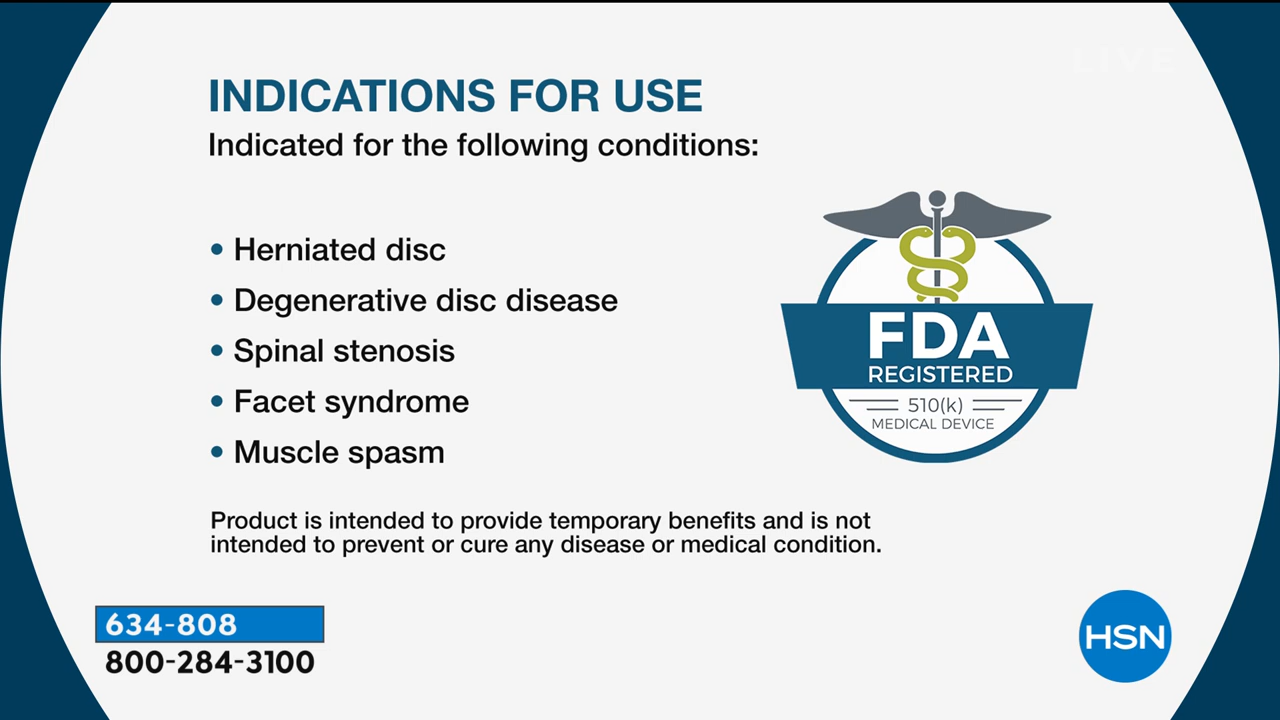 LIVE
INDICATIONS FOR USE
Indicated for the following conditions:
• Herniated disc
• Degenerative disc disease
• Spinal stenosis
• Facet syndrome
• Muscle spasm
FDA
REGISTERED
510(k)
MEDICAL DEVICE
Product is intended to provide temporary benefits and is not
intended to prevent or cure any disease or medical condition.
634-808
800-284-3100
HSN